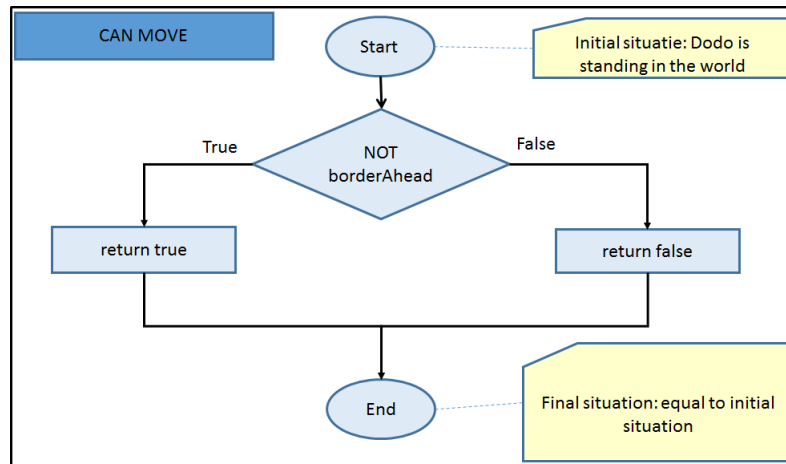 CAN MOVE
Start
Initial situatie: Dodo is
standing in the world
True
NOT
borderAhead
False
return true
return false
End
Final situation: equal to initial
situation